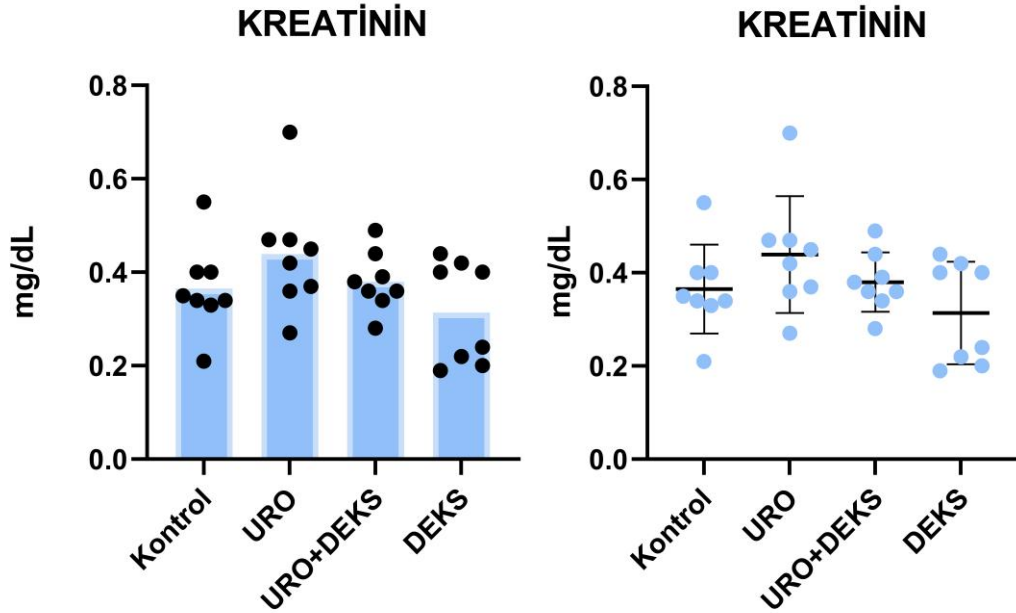 KREATİNİN
mg/dL
0.8
0.6
0.4
0.2
0.0
Kontrol
URO
URO+DEKS
DEKS
KREATİNİN
mg/dL
0.8
0.6
0.4
0.2
0.0
Kontrol
URO
URO+DEKS
DEKS